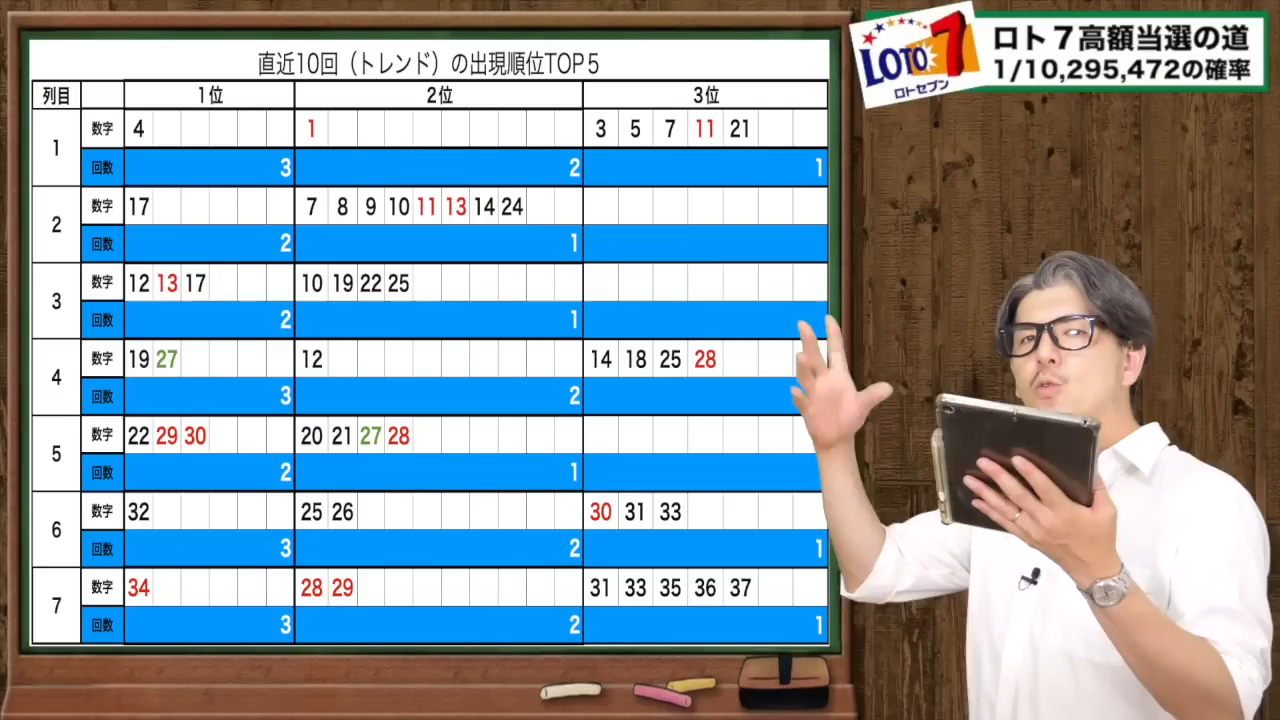 直近10回（トレンド）の出現順位TOP5
列目 1位 2位 3位
1 数字 4 1 3 5 7 11 21
回数 3 2 1
2 数字 17 7 8 9 10 11 13 14 24
回数 2 1
3 数字 12 13 17 10 19 22 25
回数 2 1
4 数字 19 27 12 14 18 25 28
回数 3 2
5 数字 22 29 30 20 21 27 28
回数 2 1
6 数字 32 25 26 30 31 33
回数 3 2 1
7 数字 34 28 29 31 33 35 36 37
回数 3 2 1
LOTO7
ロトセブン
ロト7高額当選の道
1/10,295,472の確率